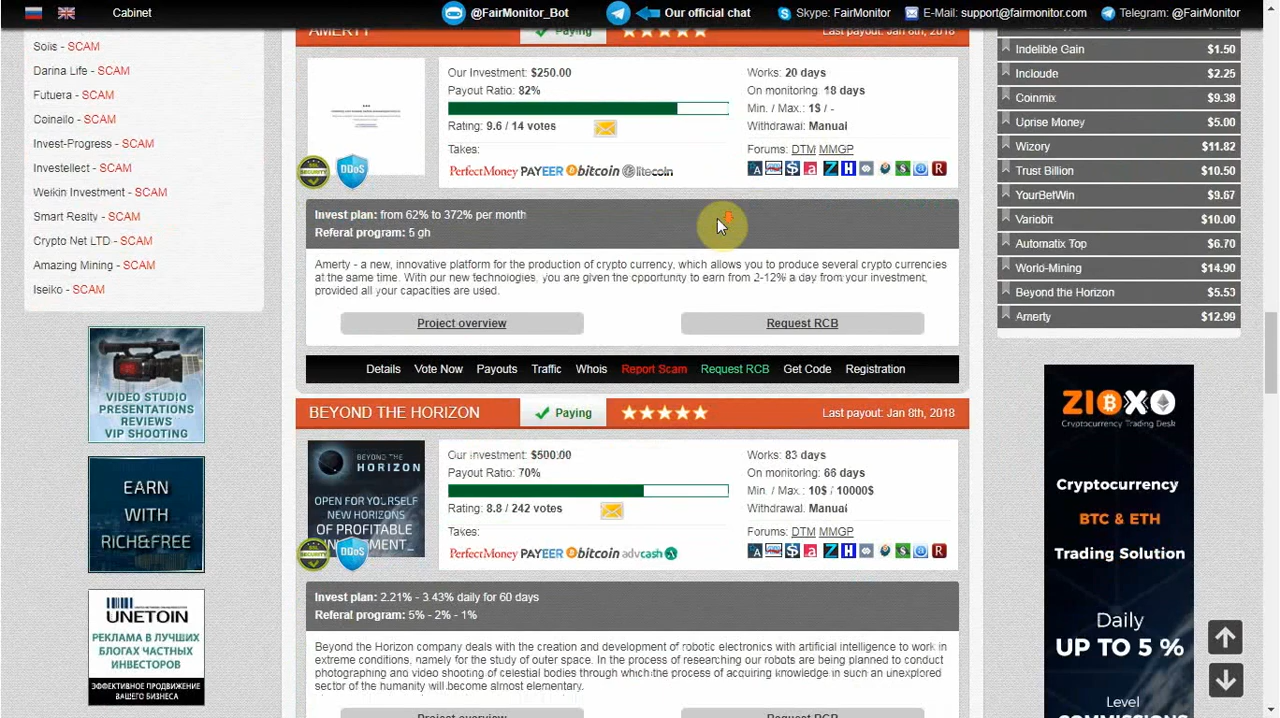 Cabinet
@FairMonitor_Bot
Our official chat
Skype: FairMonitor
E-Mail: support@fairmonitor.com
Telegram: @FairMonitor
Solis - SCAM
Darina Life - SCAM
Futuera - SCAM
Coinello - SCAM
Invest-Progress - SCAM
Hostellect - SCAM
Weikin Investment - SCAM
Smart Realty - SCAM
Crypto Net LTD - SCAM
Amazing Mining - SCAM
Iseiko - SCAM
VIDEO STUDIO
PRESENTATIONS
REVIEWS
VIP SHOOTING
EARN
WITH
RICH&FREE
UNETOIN
РЕКЛАМА В ЛУЧШИХ
БЛОГАХ ЧАСТНЫХ
ИНВЕСТОРОВ
ЭФФЕКТИВНОЕ ПРОДВИЖЕНИЕ
ВАШЕГО БИЗНЕСА
AMERTY
Paying
Last payout: Jan 8th, 2018
Our Investment: $250.00
Payout Ratio: 82%
Rating: 9.6 / 14 votes
Takes:
PerfectMoney PAYEER bitcoin litecoin
Works: 20 days
On monitoring 18 days
Min. / Max.: 1$ / -
Withdrawal: Manual
Forums: DTM MMGP
SECURITY
DDoS
Invest plan: from 62% to 372% per month
Referal program: 5 gh
Amerty - a new, innovative platform for the production of crypto currency, which allows you to produce several crypto currencies
at the same time. With our new technologies, you are given the opportunity to earn from 2-12% a day from your investment,
provided all your capacities are used.
Project overview
Request RCB
Details Vote Now Payouts Traffic Whois Report Scam Request RCB Get Code Registration
BEYOND THE HORIZON
Paying
Last payout: Jan 8th, 2018
BEYOND THE
HORIZON
OPEN FOR YOURSELF
NEW HORIZONS
OF PROFITABLE
Our Investment: $500.00
Payout Ratio: 70%
Rating: 8.8 / 242 votes
Takes:
PerfectMoney PAYEER bitcoin advcash
Works: 83 days
On monitoring: 66 days
Min. / Max.: 10$ / 10000$
Withdrawal: Manual
Forums: DTM MMGP
SECURITY
DDoS
Invest plan: 2.21% - 3.43% daily for 60 days
Referal program: 5% - 2% - 1%
Beyond the Horizon company deals with the creation and development of robotic electronics with artificial intelligence to work in
extreme conditions, namely for the study of outer space. In the process of researching our robots are being planned to conduct
photographing and video shooting of celestial bodies through which the process of acquiring knowledge in such an unexplored
sector of the humanity will become almost elementary.
Project overview
Request RCB
Indelible Gain $1.50
Incloude $2.25
Coinmix $3.38
Uprise Money $5.00
Wizory $11.82
Trust Billion $10.50
YourBetWin $9.67
Variobit $10.00
Automatix Top $6.70
World-Mining $14.90
Beyond the Horizon $5.53
Amerty $12.99
ZIOXO
Cryptocurrency Trading Desk
Cryptocurrency
BTC & ETH
Trading Solution
Daily
UP TO 5 %
Level